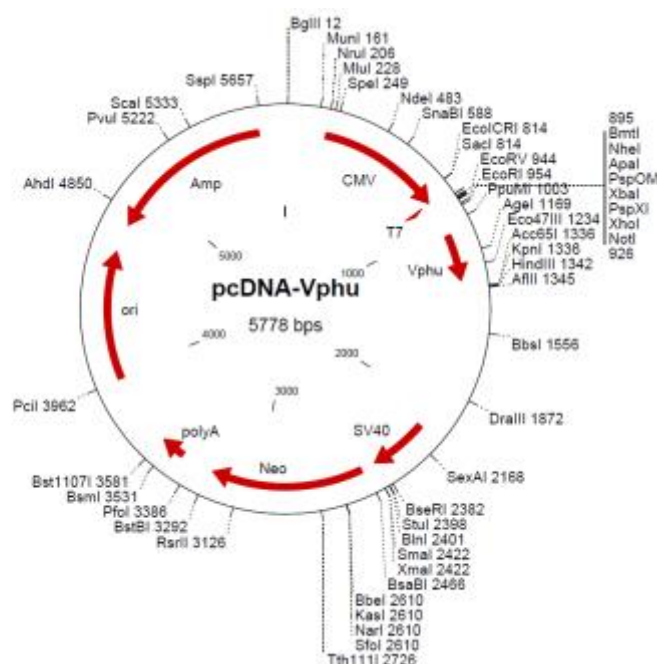 BglII 12
MunI 161
NruI 206
MluI 228
SpeI 249
NdeI 483
SnaBI 588
EcoICRI 814
SacI 814
895
BmtI
NheI
ApaI
PspOM
XbaI
PspXI
XhoI
NotI
926
EcoRV 944
EcoRI 954
PpuMI 1003
AgeI 1169
Eco47III 1234
Acc65I 1336
KpnI 1336
HindIII 1342
AflII 1345
BbsI 1556
DraIII 1872
SexAI 2168
BseRI 2382
StuI 2398
BlnI 2401
SmaI 2422
XmaI 2422
BsaBI 2466
BbeI 2610
KasI 2610
NarI 2610
SfoI 2610
Tth111I 2726
RsrII 3126
BstBI 3292
PfoI 3386
BsmI 3531
Bst1107I 3581
PciI 3962
AhdI 4850
PvuI 5222
ScaI 5333
SspI 5657
CMV
T7
Vphu
SV40
Neo
polyA
ori
Amp
I
1000
2000
3000
4000
5000
pcDNA-Vphu
5778 bps